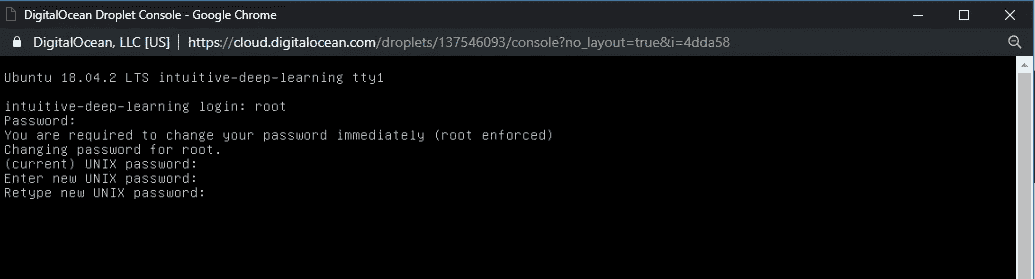 DigitalOcean Droplet Console - Google Chrome
DigitalOcean, LLC [US] | https://cloud.digitalocean.com/droplets/137546093/console?no_layout=true&i=4dda58
Ubuntu 18.04.2 LTS intuitive-deep-learning tty1
intuitive-deep-learning login: root
Password:
You are required to change your password immediately (root enforced)
Changing password for root.
(current) UNIX password:
Enter new UNIX password:
Retype new UNIX password: